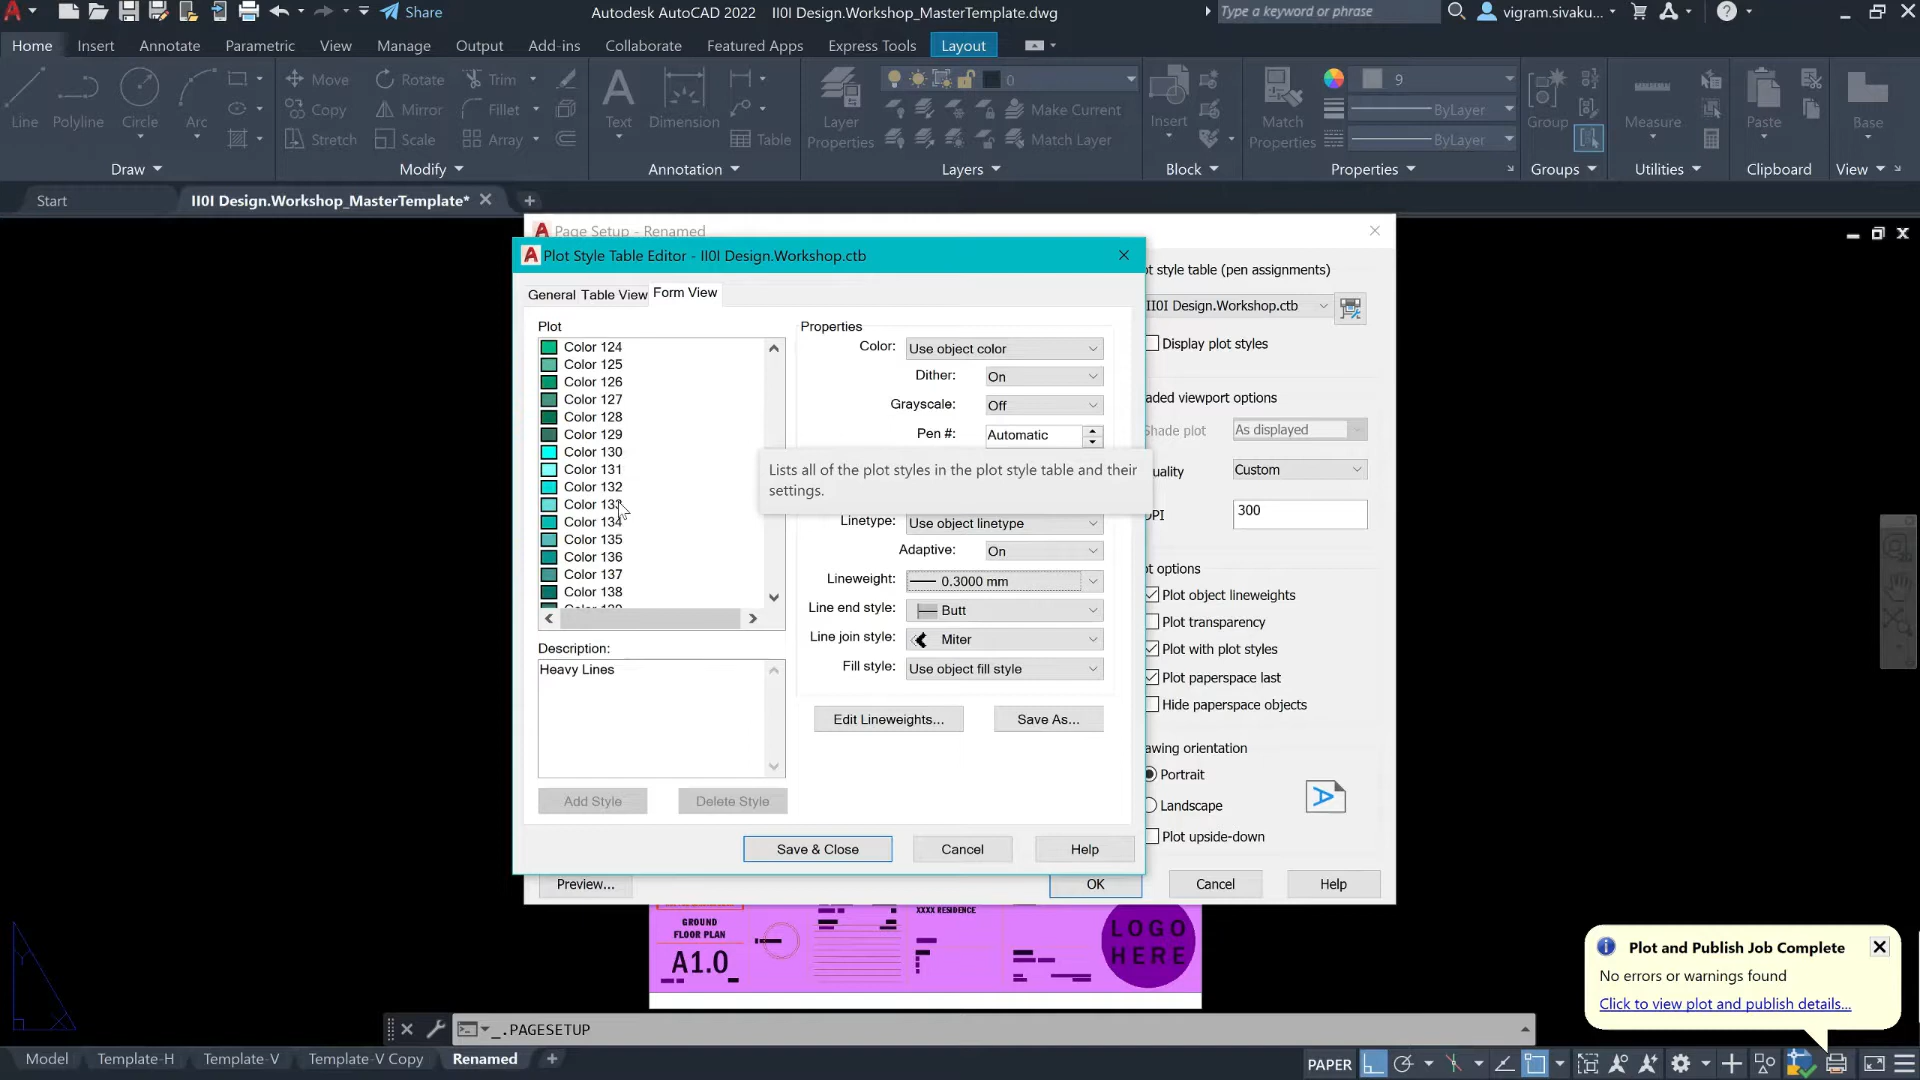 Share
Autodesk AutoCAD 2022 II0I Design.Workshop_MasterTemplate.dwg
Type a keyword or phrase
vigram.sivaku...
Home Insert Annotate Parametric View Manage Output Add-ins Collaborate Featured Apps Express Tools Layout
Line Polyline Circle Arc
Move Rotate Trim
Copy Mirror Fillet
Stretch Scale Array
Text Dimension Table
Layer Properties
0
Make Current
Match Layer
Insert
Match Properties
9
ByLayer
ByLayer
Group Measure Paste Base
Draw Modify Annotation Layers Block Properties Groups Utilities Clipboard View
Start II0I Design.Workshop_MasterTemplate*
Page Setup - Renamed
Plot Style Table Editor - II0I Design.Workshop.ctb
General Table View Form View
Plot
Color 124
Color 125
Color 126
Color 127
Color 128
Color 129
Color 130
Color 131
Color 132
Color 133
Color 134
Color 135
Color 136
Color 137
Color 138
Description:
Heavy Lines
Add Style Delete Style
Properties
Color: Use object color
Dither: On
Grayscale: Off
Pen #: Automatic
Lists all of the plot styles in the plot style table and their
settings.
Linetype: Use object linetype
Adaptive: On
Lineweight: 0.3000 mm
Line end style: Butt
Line join style: Miter
Fill style: Use object fill style
Edit Lineweights... Save As...
Save & Close Cancel Help
ot style table (pen assignments)
II0I Design.Workshop.ctb
Display plot styles
aded viewport options
Shade plot As displayed
uality Custom
DPI 300
ot options
Plot object lineweights
Plot transparency
Plot with plot styles
Plot paperspace last
Hide paperspace objects
awing orientation
Portrait
Landscape
Plot upside-down
Preview... OK Cancel Help
GROUND
FLOOR PLAN
A1.0
XXXX RESIDENCE
LOGO
HERE
Plot and Publish Job Complete
No errors or warnings found
Click to view plot and publish details...
_.PAGESETUP
Model Template-H Template-V Template-V Copy Renamed
PAPER